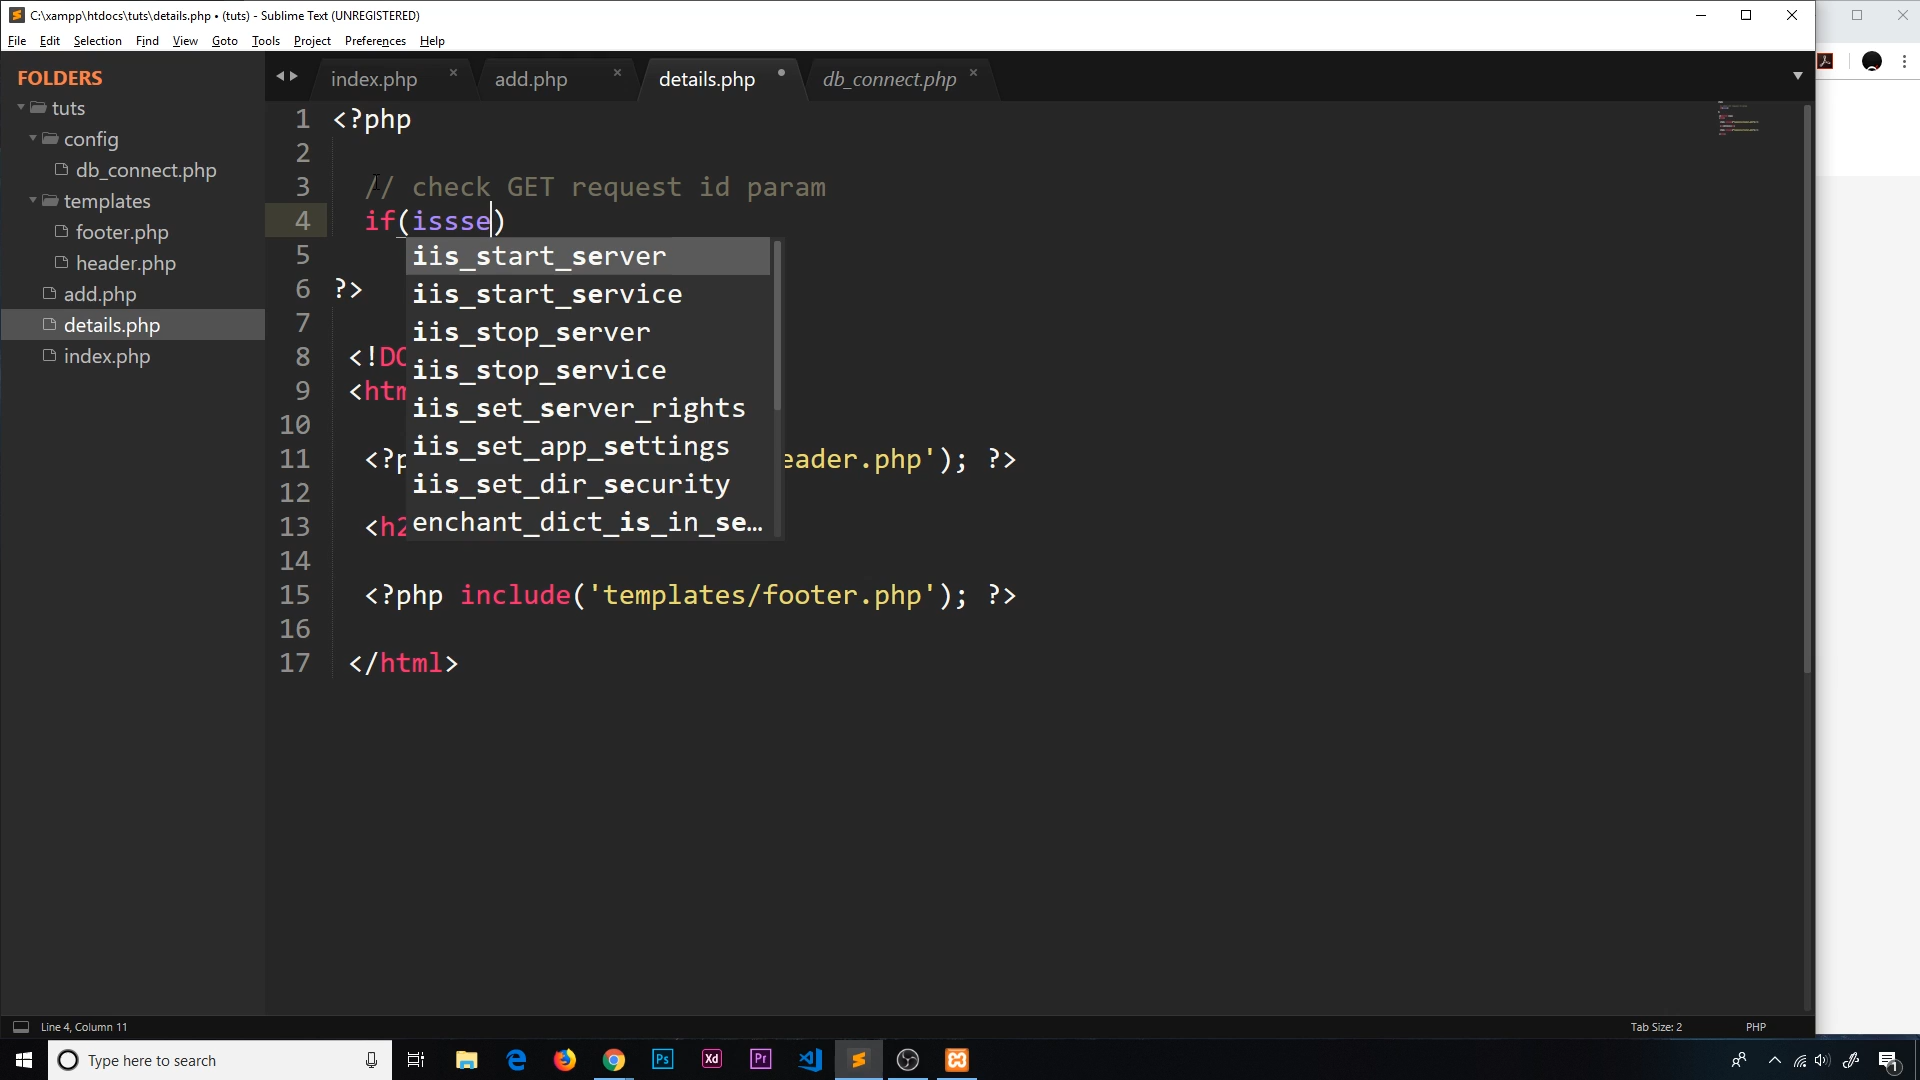 C:\xampp\htdocs\tuts\details.php • (tuts) - Sublime Text (UNREGISTERED)
File Edit Selection Find View Goto Tools Project Preferences Help
FOLDERS
tuts
config
db_connect.php
templates
footer.php
header.php
add.php
details.php
index.php
index.php × add.php × details.php • db_connect.php ×
1 <?php
2
3 // check GET request id param
4 if(issse)
5
6 ?>
7
8 <!DO
9 <htm
10
11 <?p eader.php'); ?>
12
13 <h2
14
15 <?php include('templates/footer.php'); ?>
16
17 </html>
iis_start_server
iis_start_service
iis_stop_server
iis_stop_service
iis_set_server_rights
iis_set_app_settings
iis_set_dir_security
enchant_dict_is_in_se…
Line 4, Column 11
Tab Size: 2 PHP
Type here to search
Ps Xd Pr
1